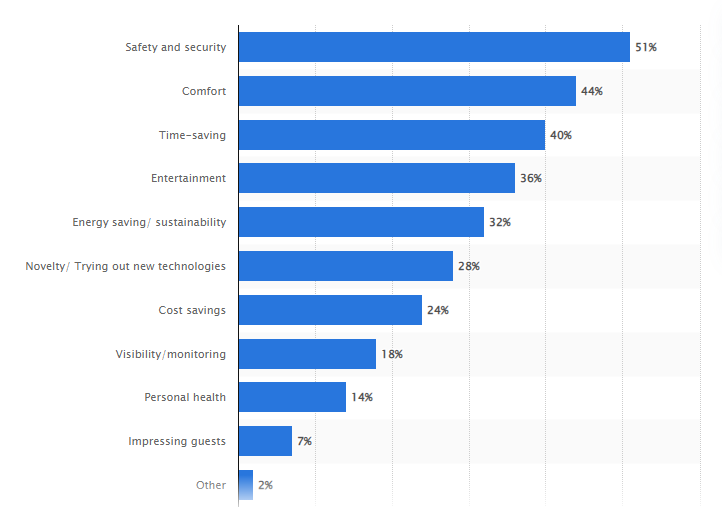 Safety and security 51%
Comfort 44%
Time-saving 40%
Entertainment 36%
Energy saving/ sustainability 32%
Novelty/ Trying out new technologies 28%
Cost savings 24%
Visibility/monitoring 18%
Personal health 14%
Impressing guests 7%
Other 2%